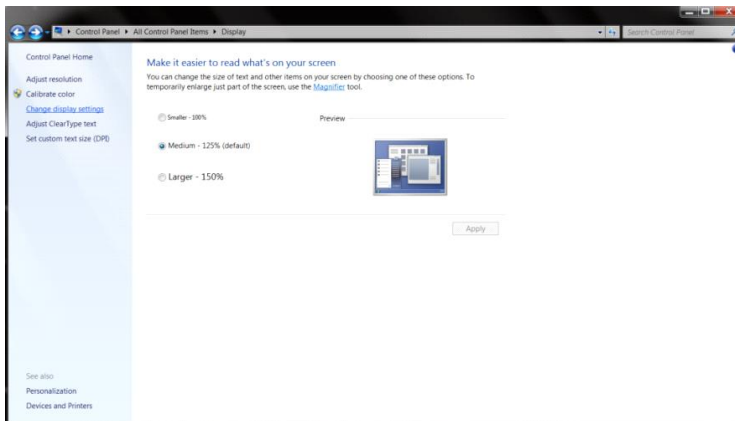 Control Panel ▸ All Control Panel Items ▸ Display
Search Control Panel
Control Panel Home
Adjust resolution
Calibrate color
Change display settings
Adjust ClearType text
Set custom text size (DPI)
Make it easier to read what's on your screen
You can change the size of text and other items on your screen by choosing one of these options. To
temporarily enlarge just part of the screen, use the Magnifier tool.
Smaller - 100%
Preview
Medium - 125% (default)
Larger - 150%
Apply
See also
Personalization
Devices and Printers